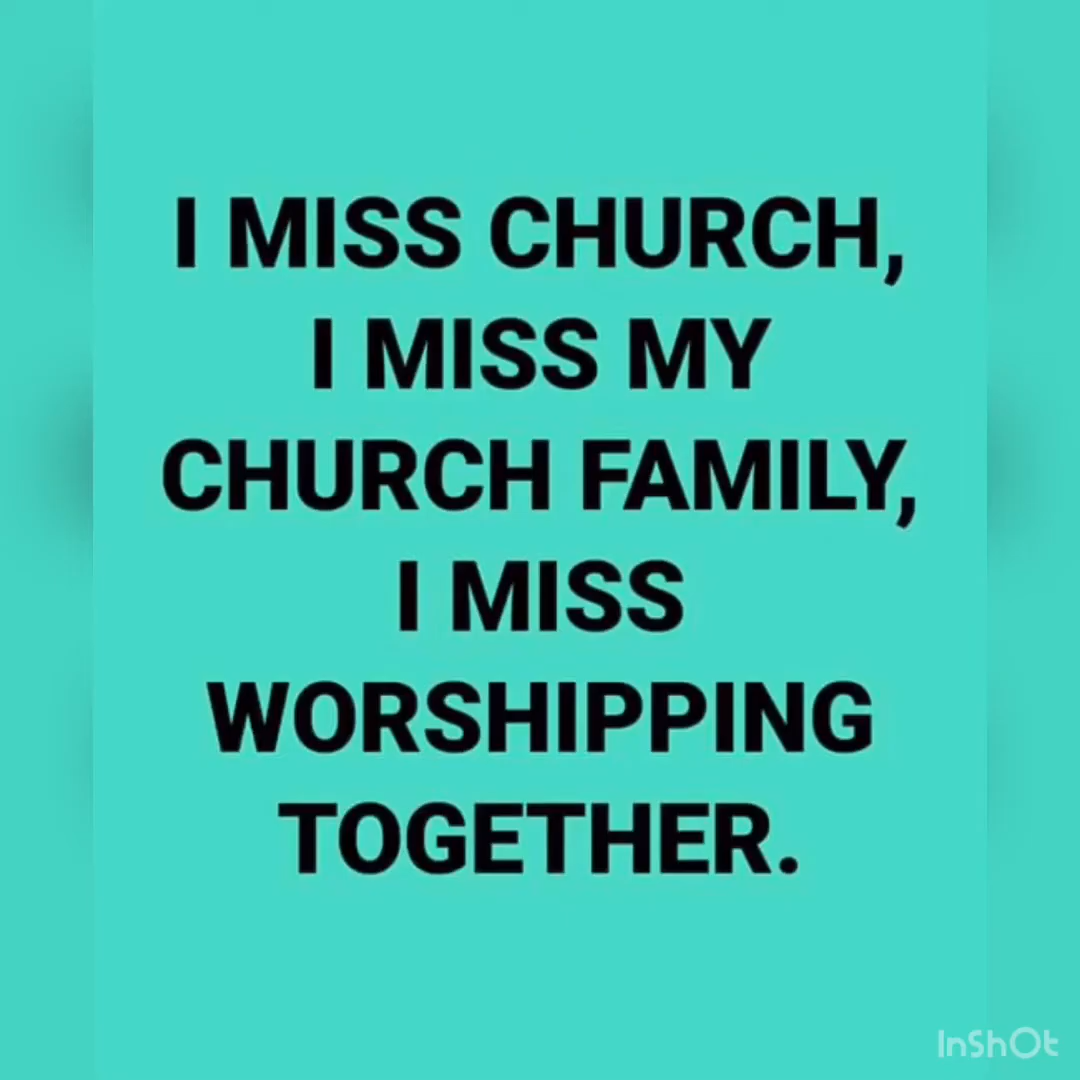 I MISS CHURCH,
I MISS MY
CHURCH FAMILY,
I MISS
WORSHIPPING
TOGETHER.
InShOt